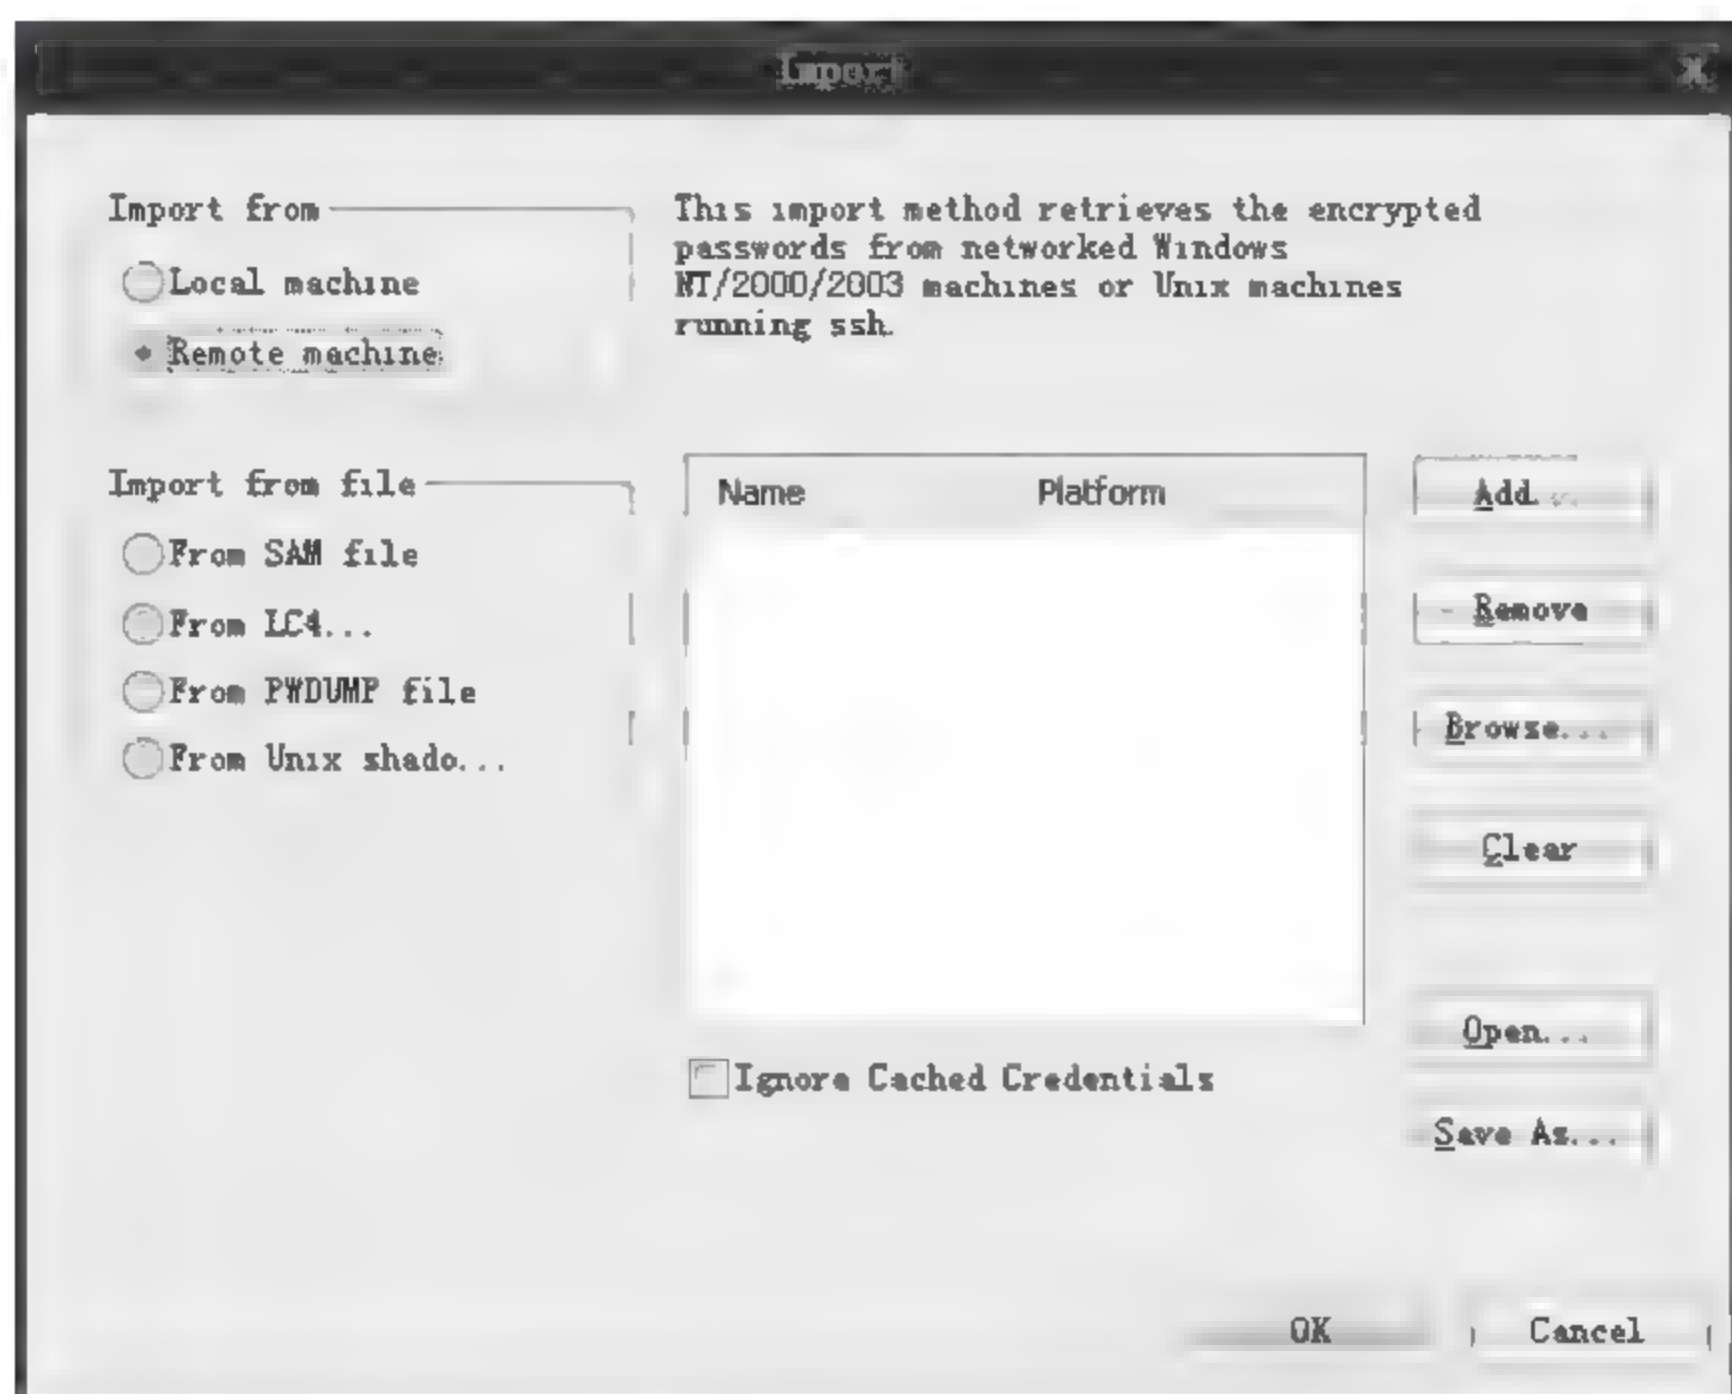 Import
Import from
Local machine
Remote machine
This import method retrieves the encrypted
passwords from networked Windows
NT/2000/2003 machines or Unix machines
running ssh.
Import from file
From SAM file
From LC4...
From PWDUMP file
From Unix shado...
Name Platform
Add...
Remove
Browse...
Clear
Open...
Save As...
Ignore Cached Credentials
OK Cancel